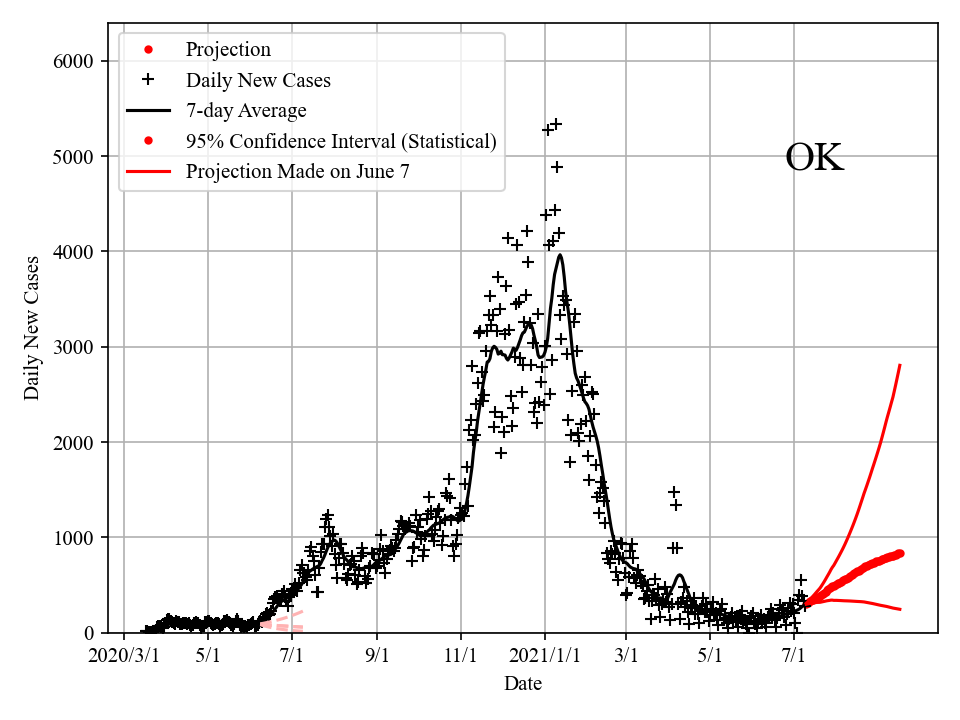 Projection
Daily New Cases
7-day Average
95% Confidence Interval (Statistical)
Projection Made on June 7
OK
Daily New Cases
6000
5000
4000
3000
2000
1000
0
2020/3/1 5/1 7/1 9/1 11/1 2021/1/1 3/1 5/1 7/1
Date